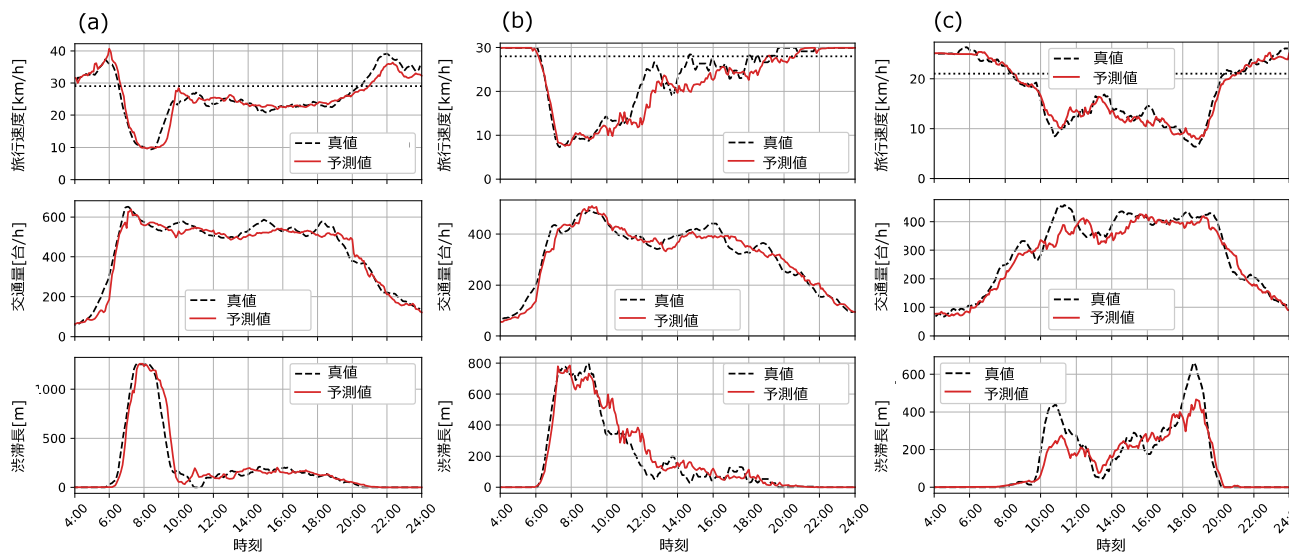 (a)
旅行速度[km/h]
40
30
20
10
0
真値
予測値
交通量[台/h]
600
400
200
0
真値
予測値
渋滞長[m]
1000
500
0
真値
予測値
4:00
6:00
8:00
10:00
12:00
14:00
16:00
18:00
20:00
22:00
24:00
時刻
(b)
旅行速度[km/h]
30
20
10
0
真値
予測値
交通量[台/h]
400
200
0
真値
予測値
渋滞長[m]
800
600
400
200
0
真値
予測値
4:00
6:00
8:00
10:00
12:00
14:00
16:00
18:00
20:00
22:00
24:00
時刻
(c)
旅行速度[km/h]
20
10
0
真値
予測値
交通量[台/h]
400
300
200
100
0
真値
予測値
渋滞長[m]
600
400
200
0
真値
予測値
4:00
6:00
8:00
10:00
12:00
14:00
16:00
18:00
20:00
22:00
24:00
時刻